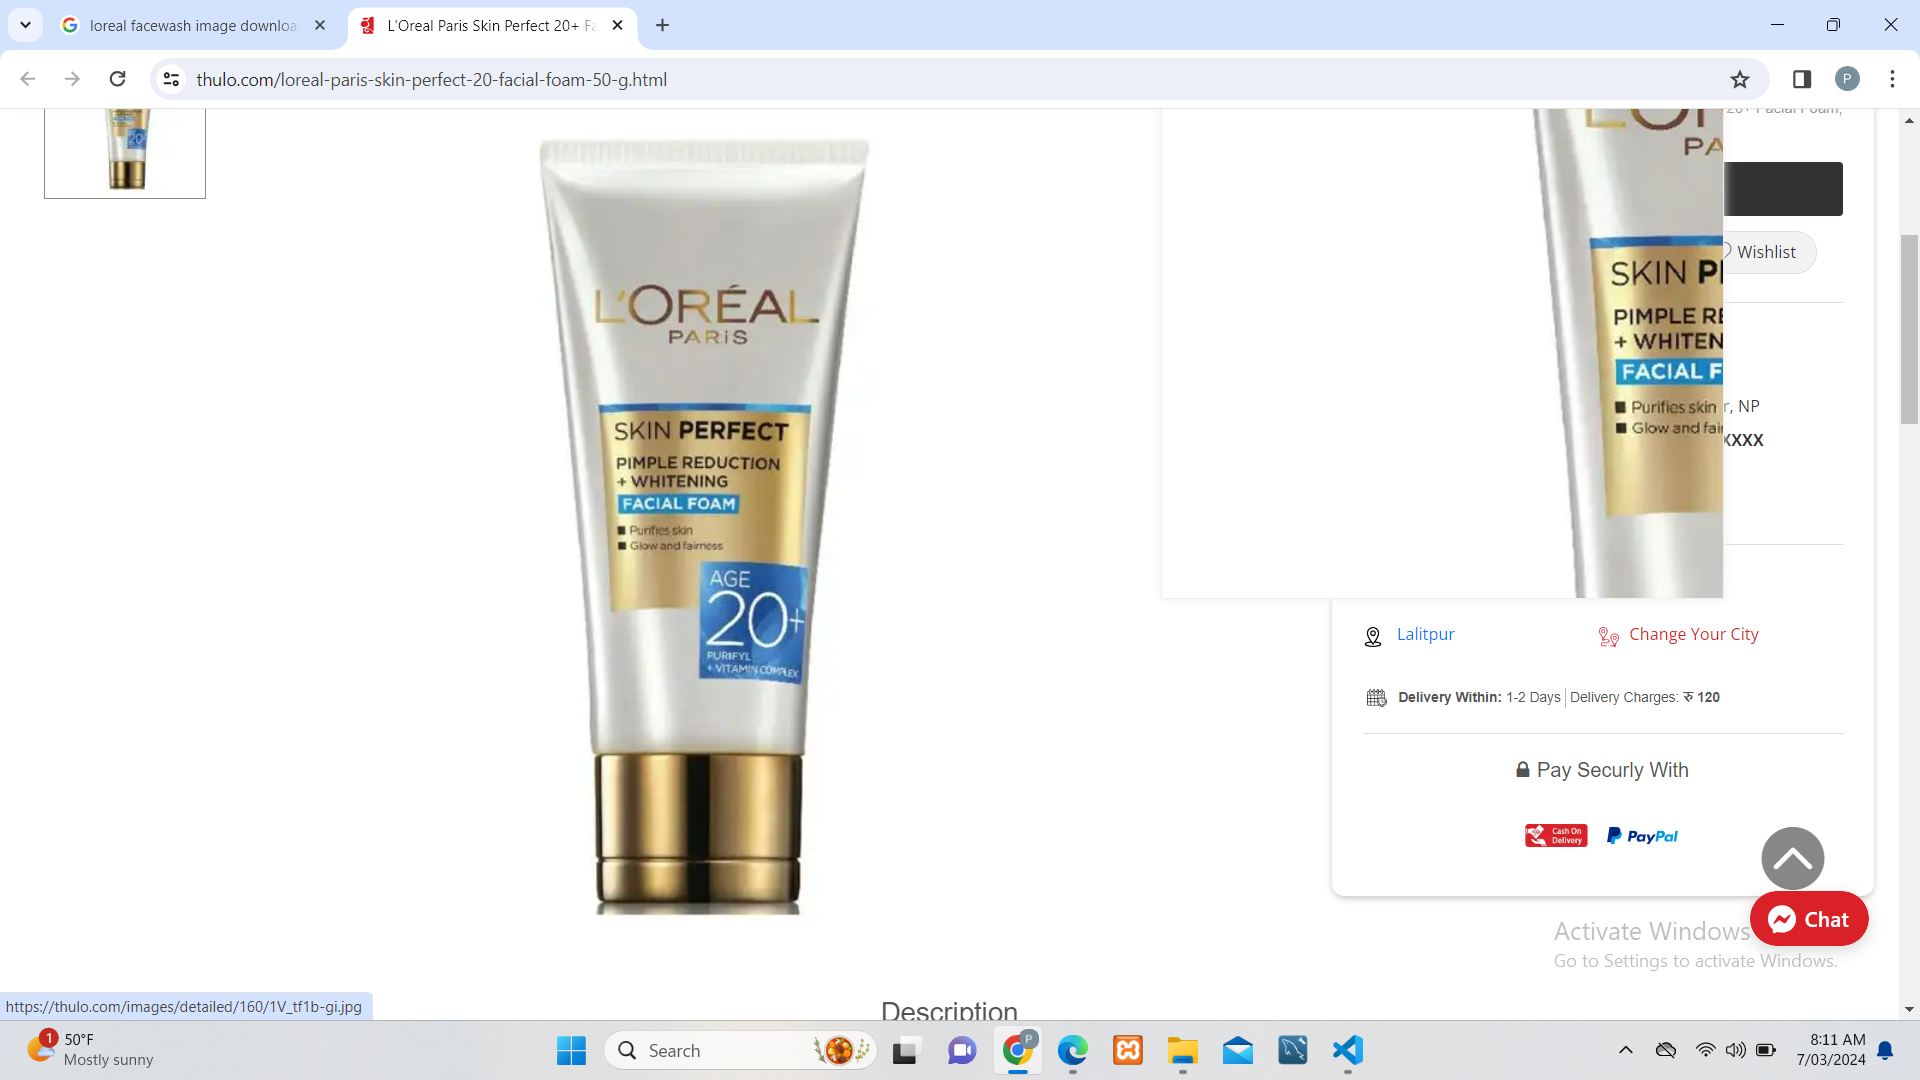 loreal facewash image downloa
L'Oreal Paris Skin Perfect 20+ Fa
thulo.com/loreal-paris-skin-perfect-20-facial-foam-50-g.html
P
20+ Facial Foam,
L'ORÉAL
PARiS
SKIN PERFECT
PIMPLE REDUCTION
+ WHITENING
FACIAL FOAM
■ Purifies skin
■ Glow and fairness
AGE
20+
PURIFYL
+ VITAMIN COMPLEX
PA
SKIN P
PIMPLE RE
+ WHITEN
FACIAL F
■ Purifies skin
■ Glow and fai
Wishlist
r, NP
XXXX
Lalitpur
Change Your City
Delivery Within: 1-2 Days | Delivery Charges: रु 120
Pay Securly With
Cash On
Delivery
PayPal
Chat
Activate Windows
Go to Settings to activate Windows.
Description
https://thulo.com/images/detailed/160/1V_tf1b-gi.jpg
1
50°F
Mostly sunny
Search
P
8:11 AM
7/03/2024